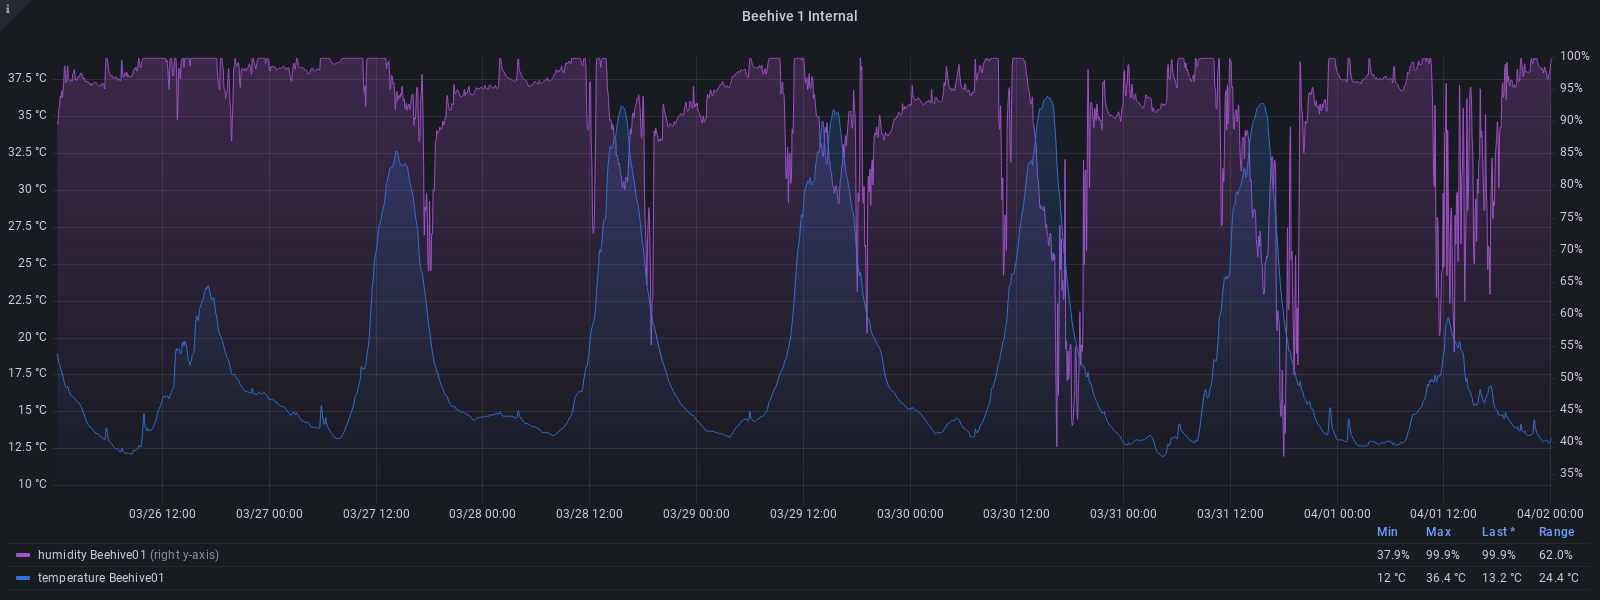 i
Beehive 1 Internal
37.5 °C
35 °C
32.5 °C
30 °C
27.5 °C
25 °C
22.5 °C
20 °C
17.5 °C
15 °C
12.5 °C
10 °C
100%
95%
90%
85%
80%
75%
70%
65%
60%
55%
50%
45%
40%
35%
03/26 12:00 03/27 00:00 03/27 12:00 03/28 00:00 03/28 12:00 03/29 00:00 03/29 12:00 03/30 00:00 03/30 12:00 03/31 00:00 03/31 12:00 04/01 00:00 04/01 12:00 04/02 00:00
Min Max Last * Range
humidity Beehive01 (right y-axis) 37.9% 99.9% 99.9% 62.0%
temperature Beehive01 12 °C 36.4 °C 13.2 °C 24.4 °C